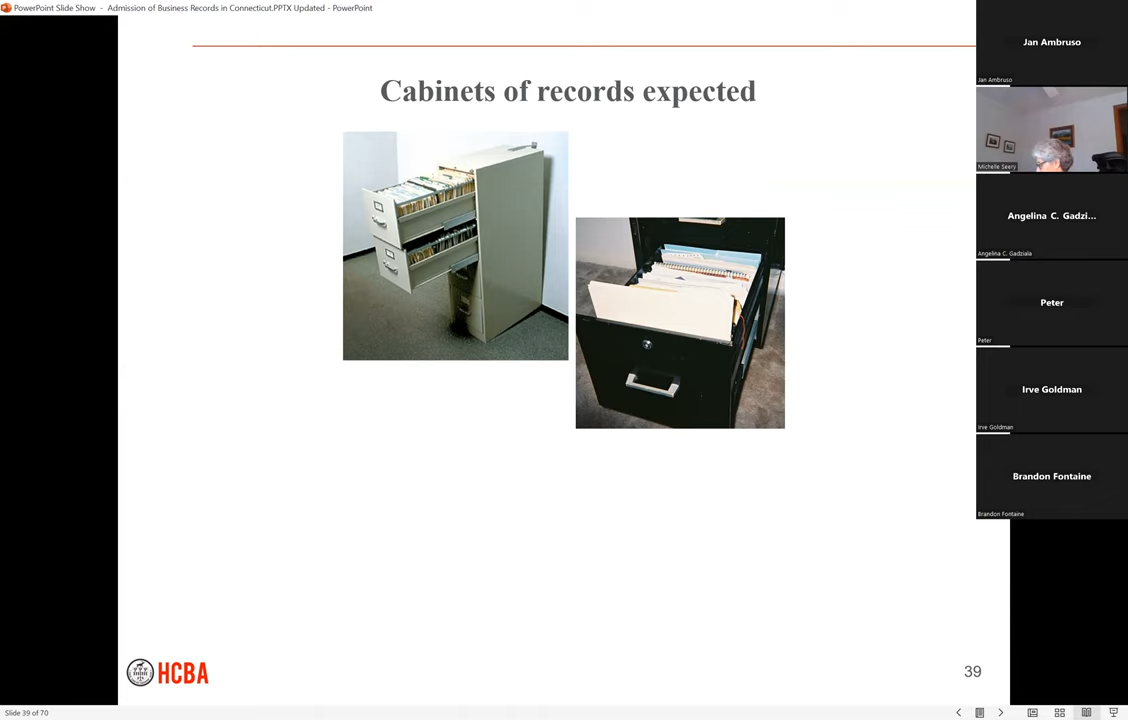 PowerPoint Slide Show - Admission of Business Records in Connecticut.PPTX Updated - PowerPoint
Cabinets of records expected
HCBA
39
Jan Ambruso
Jan Ambruso
Michelle Seery
Angelina C. Gadzi...
Angelina C. Gadziala
Peter
Peter
Irve Goldman
Irve Goldman
Brandon Fontaine
Brandon Fontaine
Slide 39 of 70